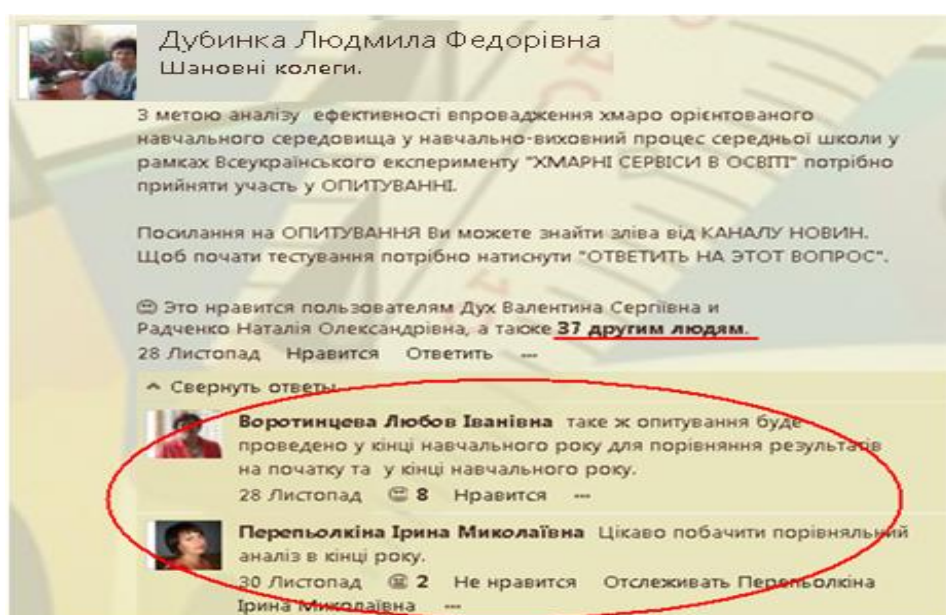 Дубинка Людмила Федорівна
Шановні колеги.
З метою аналізу ефективності впровадження хмаро орієнтованого
навчального середовища у навчально-виховний процес середньої школи у
рамках Всеукраїнського експерименту "ХМАРНІ СЕРВІСИ В ОСВІТІ" потрібно
прийняти участь у ОПИТУВАННІ.
Посилання на ОПИТУВАННЯ Ви можете знайти зліва від КАНАЛУ НОВИН.
Щоб почати тестування потрібно натиснути "ОТВЕТИТЬ НА ЭТОТ ВОПРОС".
Это нравится пользователям Дух Валентина Сергіївна и
Радченко Наталія Олександрівна, а также 37 другим людям.
28 Листопад Нравится Ответить ...
Свернуть ответы
Воротинцева Любов Іванівна таке ж опитування буде
проведено у кінці навчального року для порівняння результатів
на початку та у кінці навчального року.
28 Листопад 8 Нравится ...
Перепьолкіна Ірина Миколаївна Цікаво побачити порівняльний
аналіз в кінці року.
30 Листопад 2 Не нравится Отслеживать Перепьолкіна
Ірина Миколаївна ...